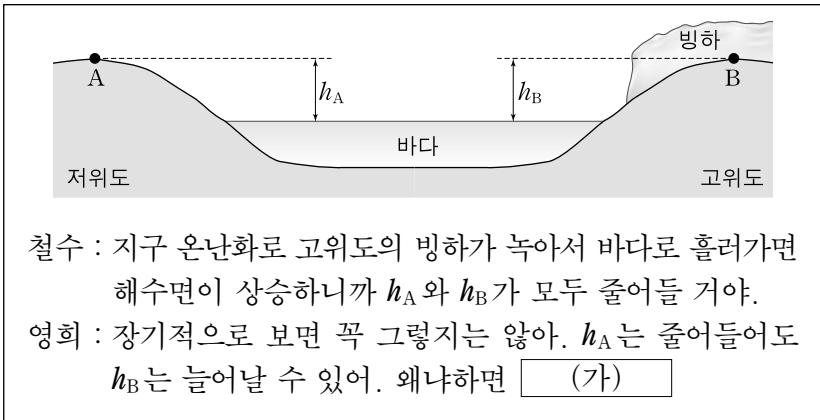 빙하
A
B
h_A
h_B
바다
저위도
고위도
철수 : 지구 온난화로 고위도의 빙하가 녹아서 바다로 흘러가면
해수면이 상승하니까 h_A와 h_B가 모두 줄어들 거야.
영희 : 장기적으로 보면 꼭 그렇지는 않아. h_A는 줄어들어도
h_B는 늘어날 수 있어. 왜냐하면 (가)